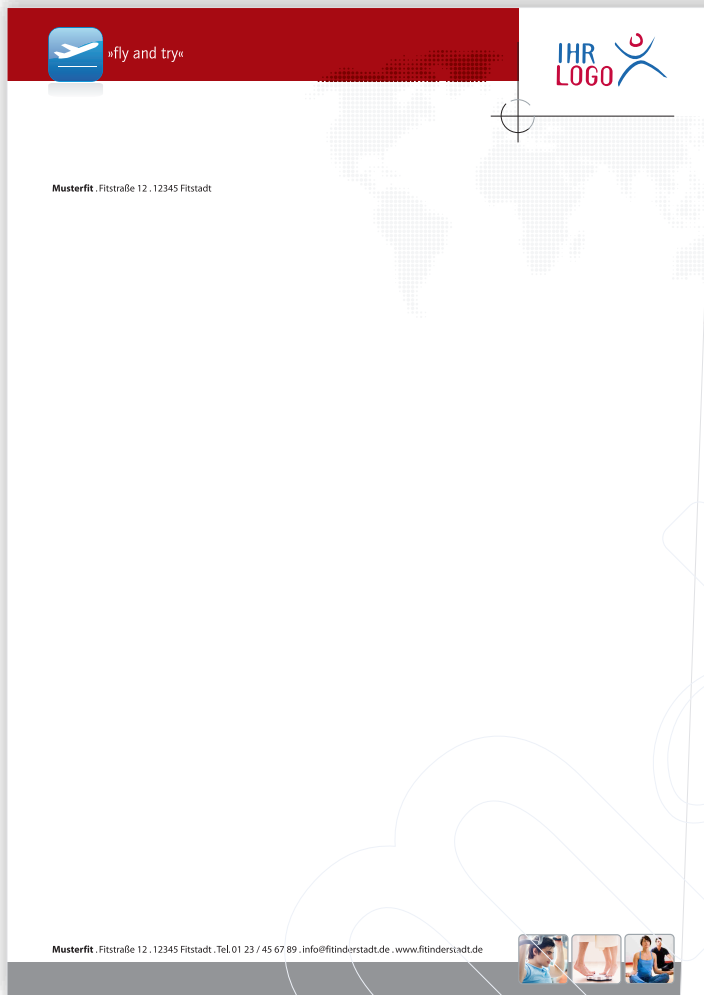 »fly and try«
IHR
LOGO
Musterfit . Fitstraße 12 . 12345 Fitstadt
Musterfit . Fitstraße 12 . 12345 Fitstadt . Tel. 01 23 / 45 67 89 . info@fitinderstadt.de . www.fitinderstadt.de